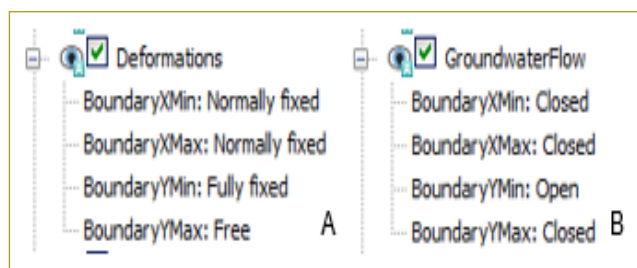 Deformations
BoundaryXMin: Normally fixed
BoundaryXMax: Normally fixed
BoundaryYMin: Fully fixed
BoundaryYMax: Free
A
GroundwaterFlow
BoundaryXMin: Closed
BoundaryXMax: Closed
BoundaryYMin: Open
BoundaryYMax: Closed
B